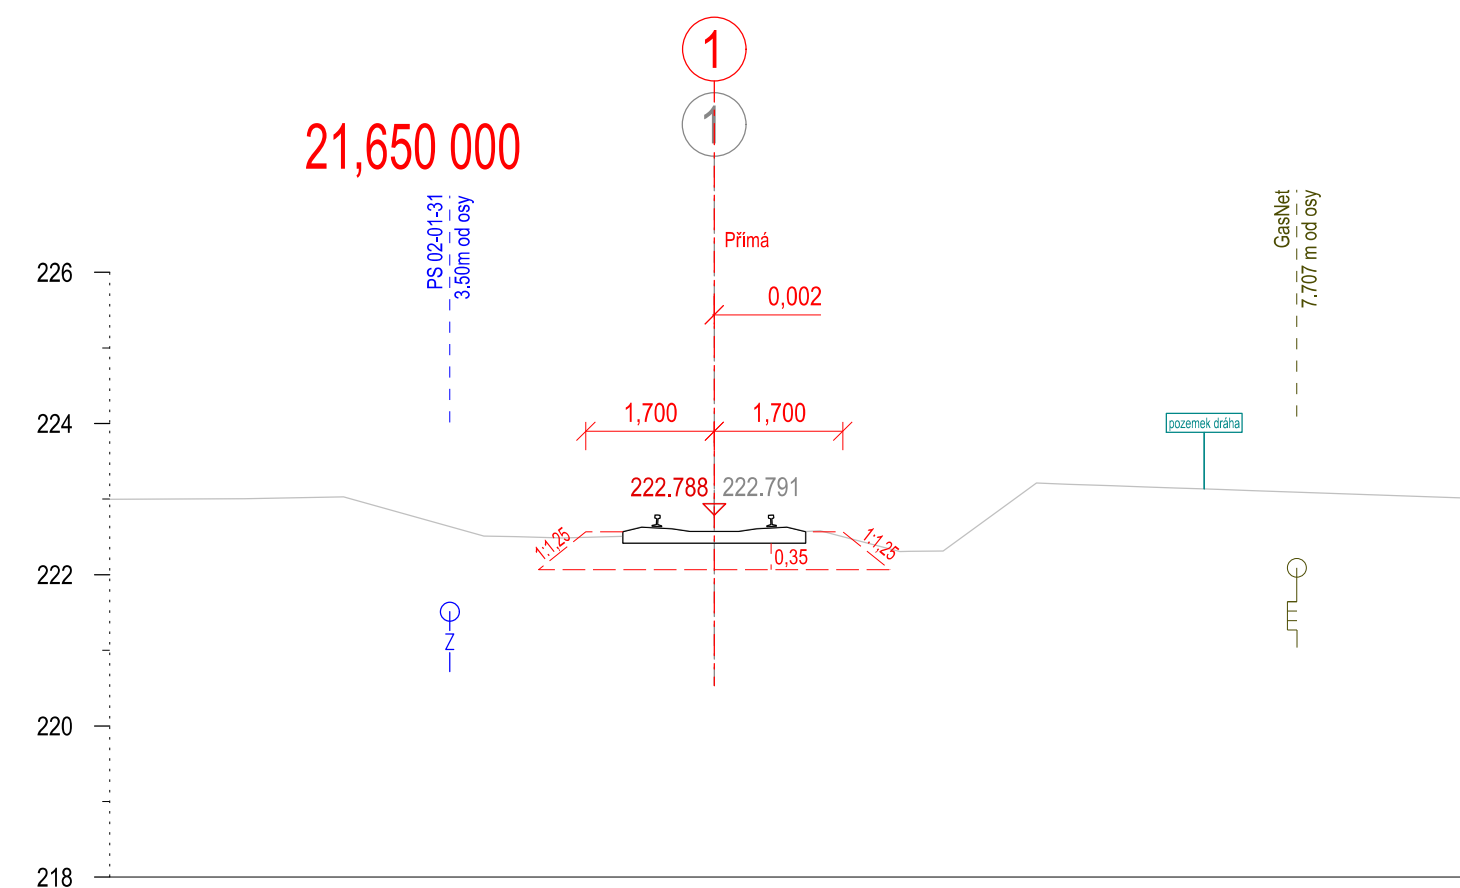 1
1
21,650 000
PS 02-01-31
3.50m od osy
GasNet
7.707 m od osy
Přímá
226
0,002
1,700
1,700
224
pozemek dráha
222.788
222.791
1:1,25
1:1,25
0,35
222
Z
220
218